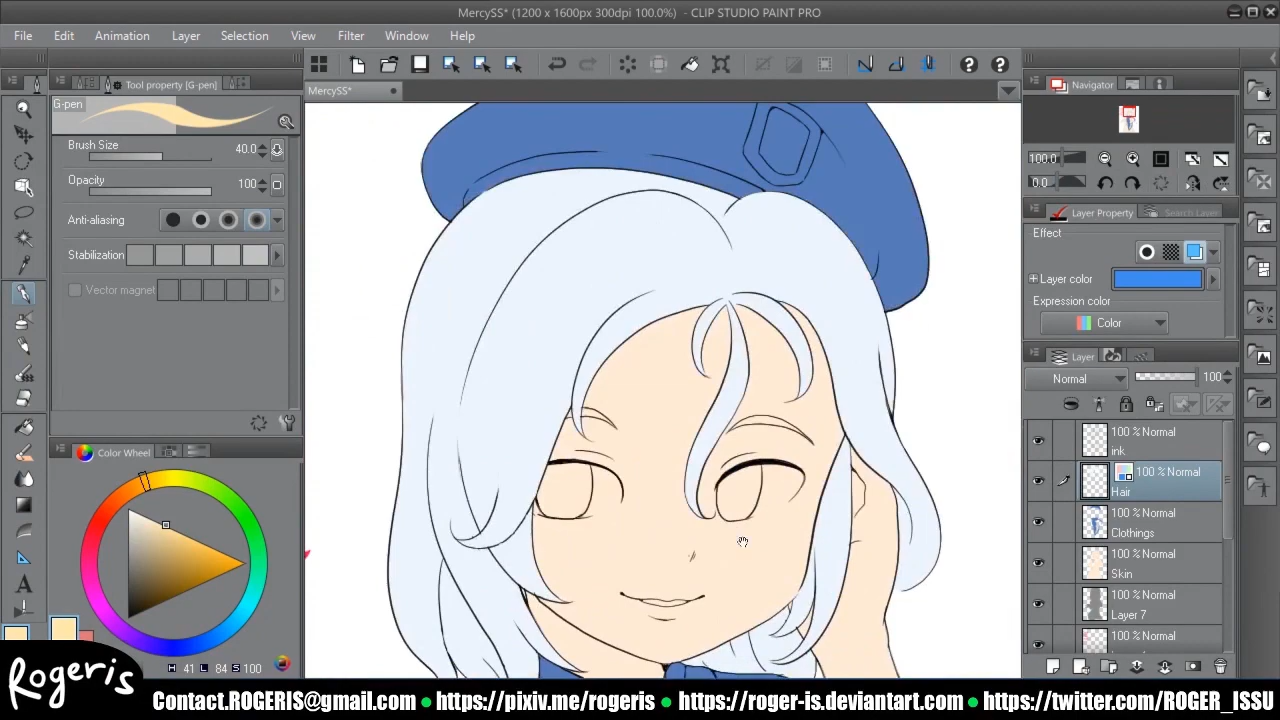 MercySS* (1200 x 1600px 300dpi 100.0%) - CLIP STUDIO PAINT PRO
File Edit Animation Layer Selection View Filter Window Help
Tool property [G-pen]
G-pen
Brush Size 40.0
Opacity 100
Anti-aliasing
Stabilization
Vector magnet
Color Wheel
H 41 L 84 S 100
MercySS*
Navigator
100.0
0.0
Layer Property Search Layer
Effect
Layer color
Expression color
Color
Layer
Normal 100
100 % Normal
ink
100 % Normal
Hair
100 % Normal
Clothings
100 % Normal
Skin
100 % Normal
Layer 7
100 % Normal
Rogeris
Contact.ROGERIS@gmail.com ● https://pixiv.me/rogeris ● https://roger-is.deviantart.com ● https://twitter.com/ROGER_ISSU